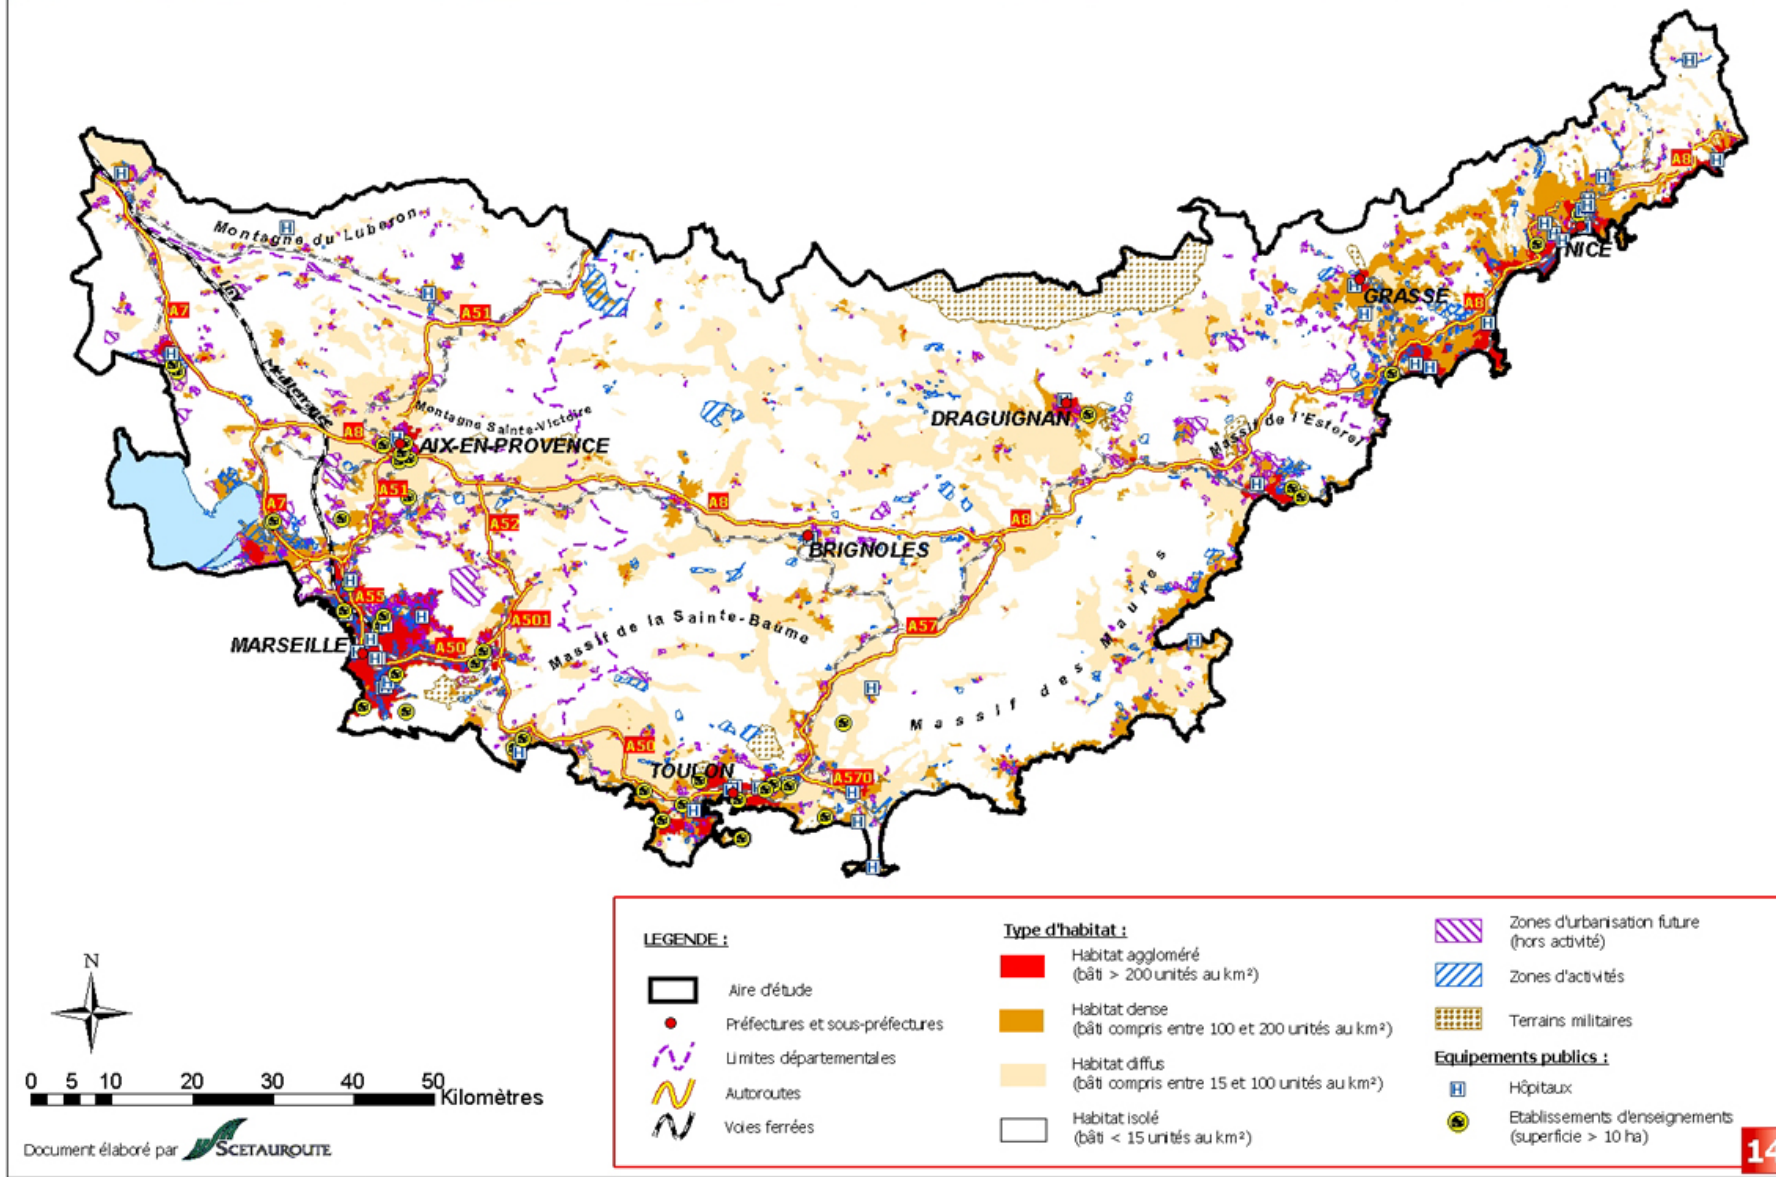 A8
Montagne du Luberon
NICE
GRASSE
A7
A51
A8
LGV
Méditerranée
Montagne Sainte-Victoire
DRAGUIGNAN
Massif de l'Esterel
A8
AIX-EN-PROVENCE
A7
A51
A52
A8
A8
BRIGNOLES
A55
A501
Massif de la Sainte-Baume
A57
Massif des Maures
MARSEILLE
A50
A50
TOULON
A570
N
0 5 10 20 30 40 50 Kilomètres
Document élaboré par SCETAUROUTE
LEGENDE :
Aire d'étude
Préfectures et sous-préfectures
Limites départementales
Autoroutes
Voies ferrées
Type d'habitat :
Habitat aggloméré
(bâti > 200 unités au km²)
Habitat dense
(bâti compris entre 100 et 200 unités au km²)
Habitat diffus
(bâti compris entre 15 et 100 unités au km²)
Habitat isolé
(bâti < 15 unités au km²)
Zones d'urbanisation future
(hors activité)
Zones d'activités
Terrains militaires
Equipements publics :
H Hôpitaux
Etablissements d'enseignements
(superficie > 10 ha)
14